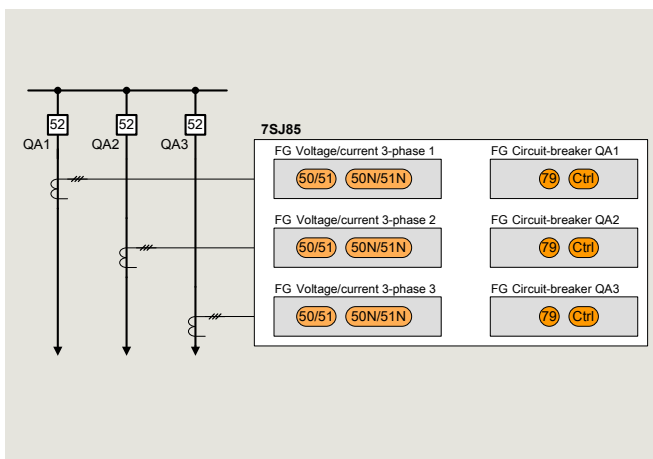 52 52 52
QA1 QA2 QA3
7SJ85
FG Voltage/current 3-phase 1 FG Circuit-breaker QA1
50/51 50N/51N 79 Ctrl
FG Voltage/current 3-phase 2 FG Circuit-breaker QA2
50/51 50N/51N 79 Ctrl
FG Voltage/current 3-phase 3 FG Circuit-breaker QA3
50/51 50N/51N 79 Ctrl